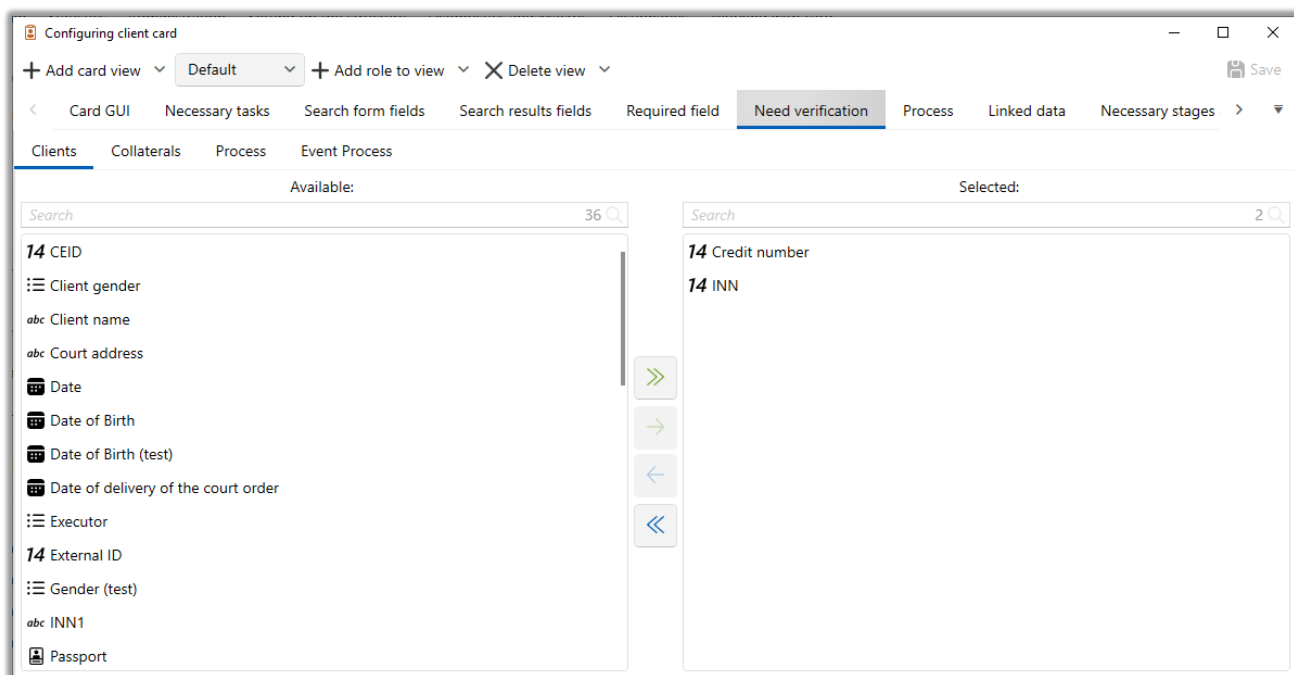 Configuring client card
Add card view Default Add role to view Delete view Save
Card GUI Necessary tasks Search form fields Search results fields Required field Need verification Process Linked data Necessary stages
Clients Collaterals Process Event Process
Available: Selected:
Search 36 Search 2
14 CEID
14 Credit number
Client gender
14 INN
abc Client name
abc Court address
Date
Date of Birth
Date of Birth (test)
Date of delivery of the court order
Executor
14 External ID
Gender (test)
abc INN1
Passport